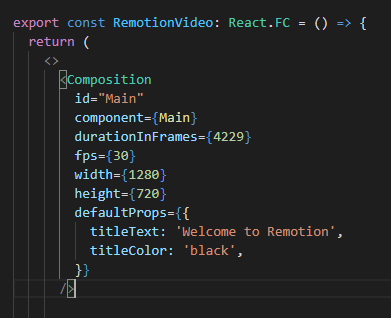 export const RemotionVideo: React.FC = () => {
return (
<>
<Composition
id="Main"
component={Main}
durationInFrames={4229}
fps={30}
width={1280}
height={720}
defaultProps={{
titleText: 'Welcome to Remotion',
titleColor: 'black',
}}
/>